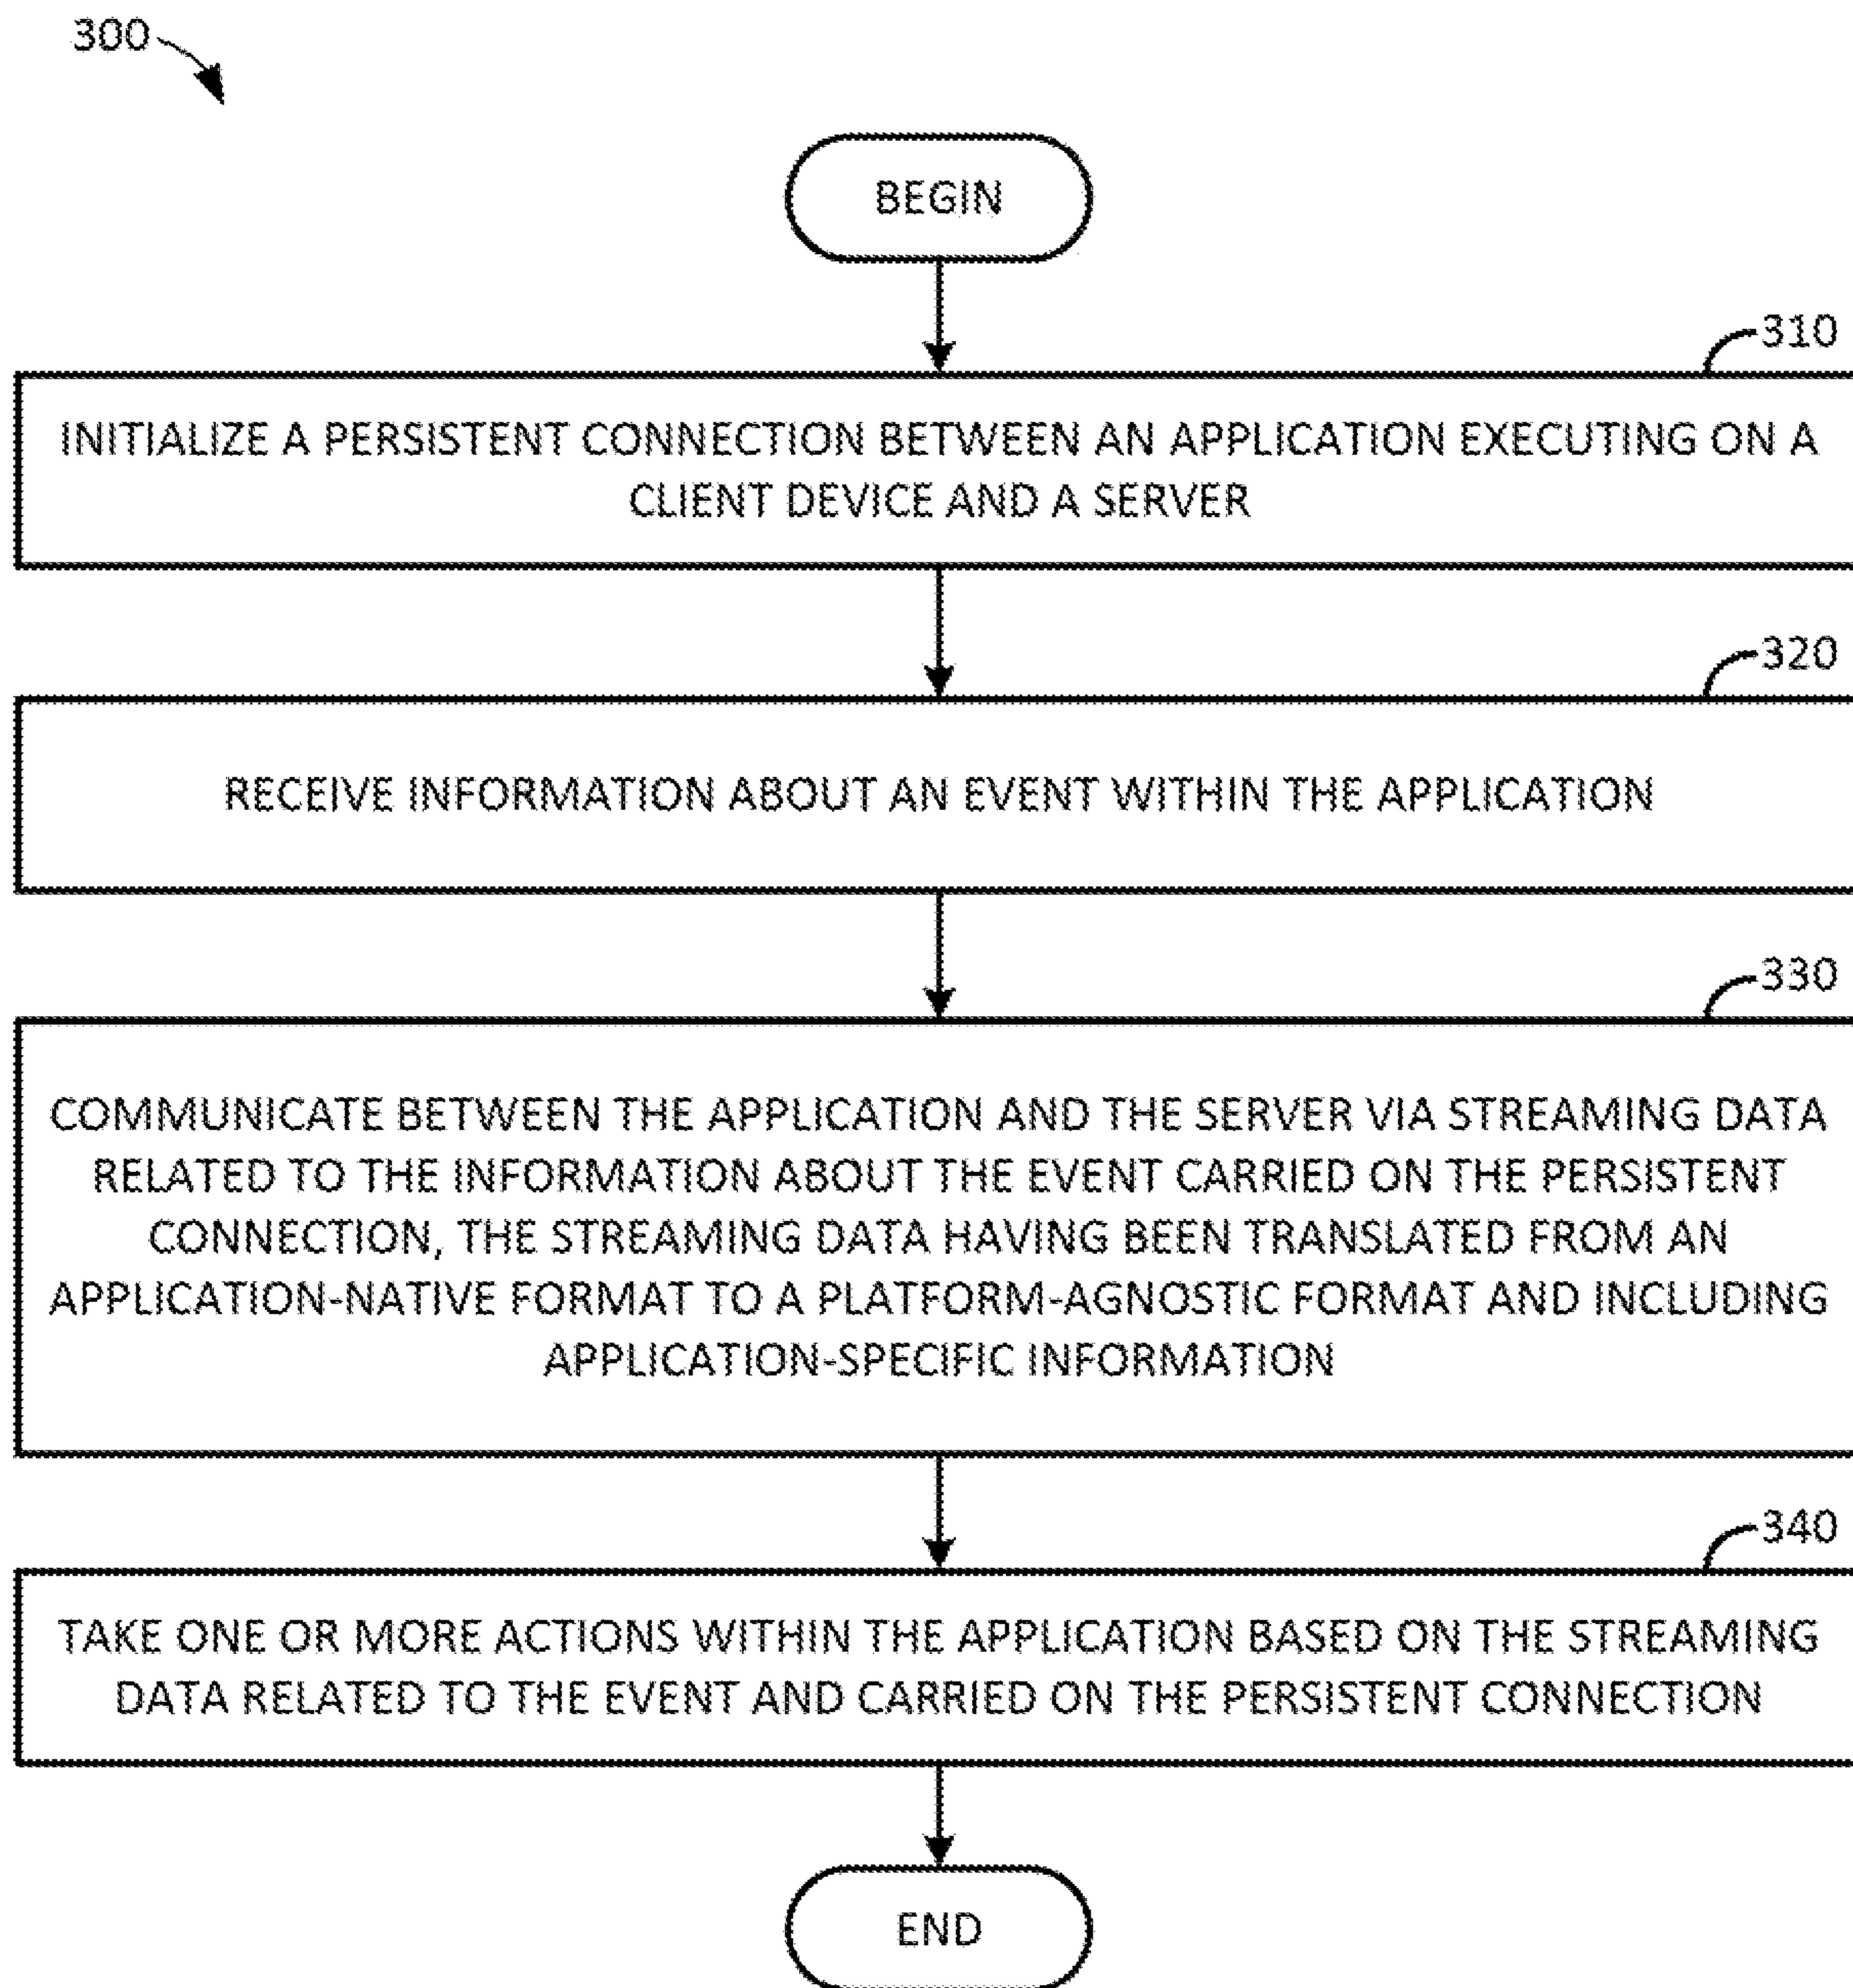 300
BEGIN
310
INITIALIZE A PERSISTENT CONNECTION BETWEEN AN APPLICATION EXECUTING ON A
CLIENT DEVICE AND A SERVER
320
RECEIVE INFORMATION ABOUT AN EVENT WITHIN THE APPLICATION
330
COMMUNICATE BETWEEN THE APPLICATION AND THE SERVER VIA STREAMING DATA
RELATED TO THE INFORMATION ABOUT THE EVENT CARRIED ON THE PERSISTENT
CONNECTION, THE STREAMING DATA HAVING BEEN TRANSLATED FROM AN
APPLICATION-NATIVE FORMAT TO A PLATFORM-AGNOSTIC FORMAT AND INCLUDING
APPLICATION-SPECIFIC INFORMATION
340
TAKE ONE OR MORE ACTIONS WITHIN THE APPLICATION BASED ON THE STREAMING
DATA RELATED TO THE EVENT AND CARRIED ON THE PERSISTENT CONNECTION
END